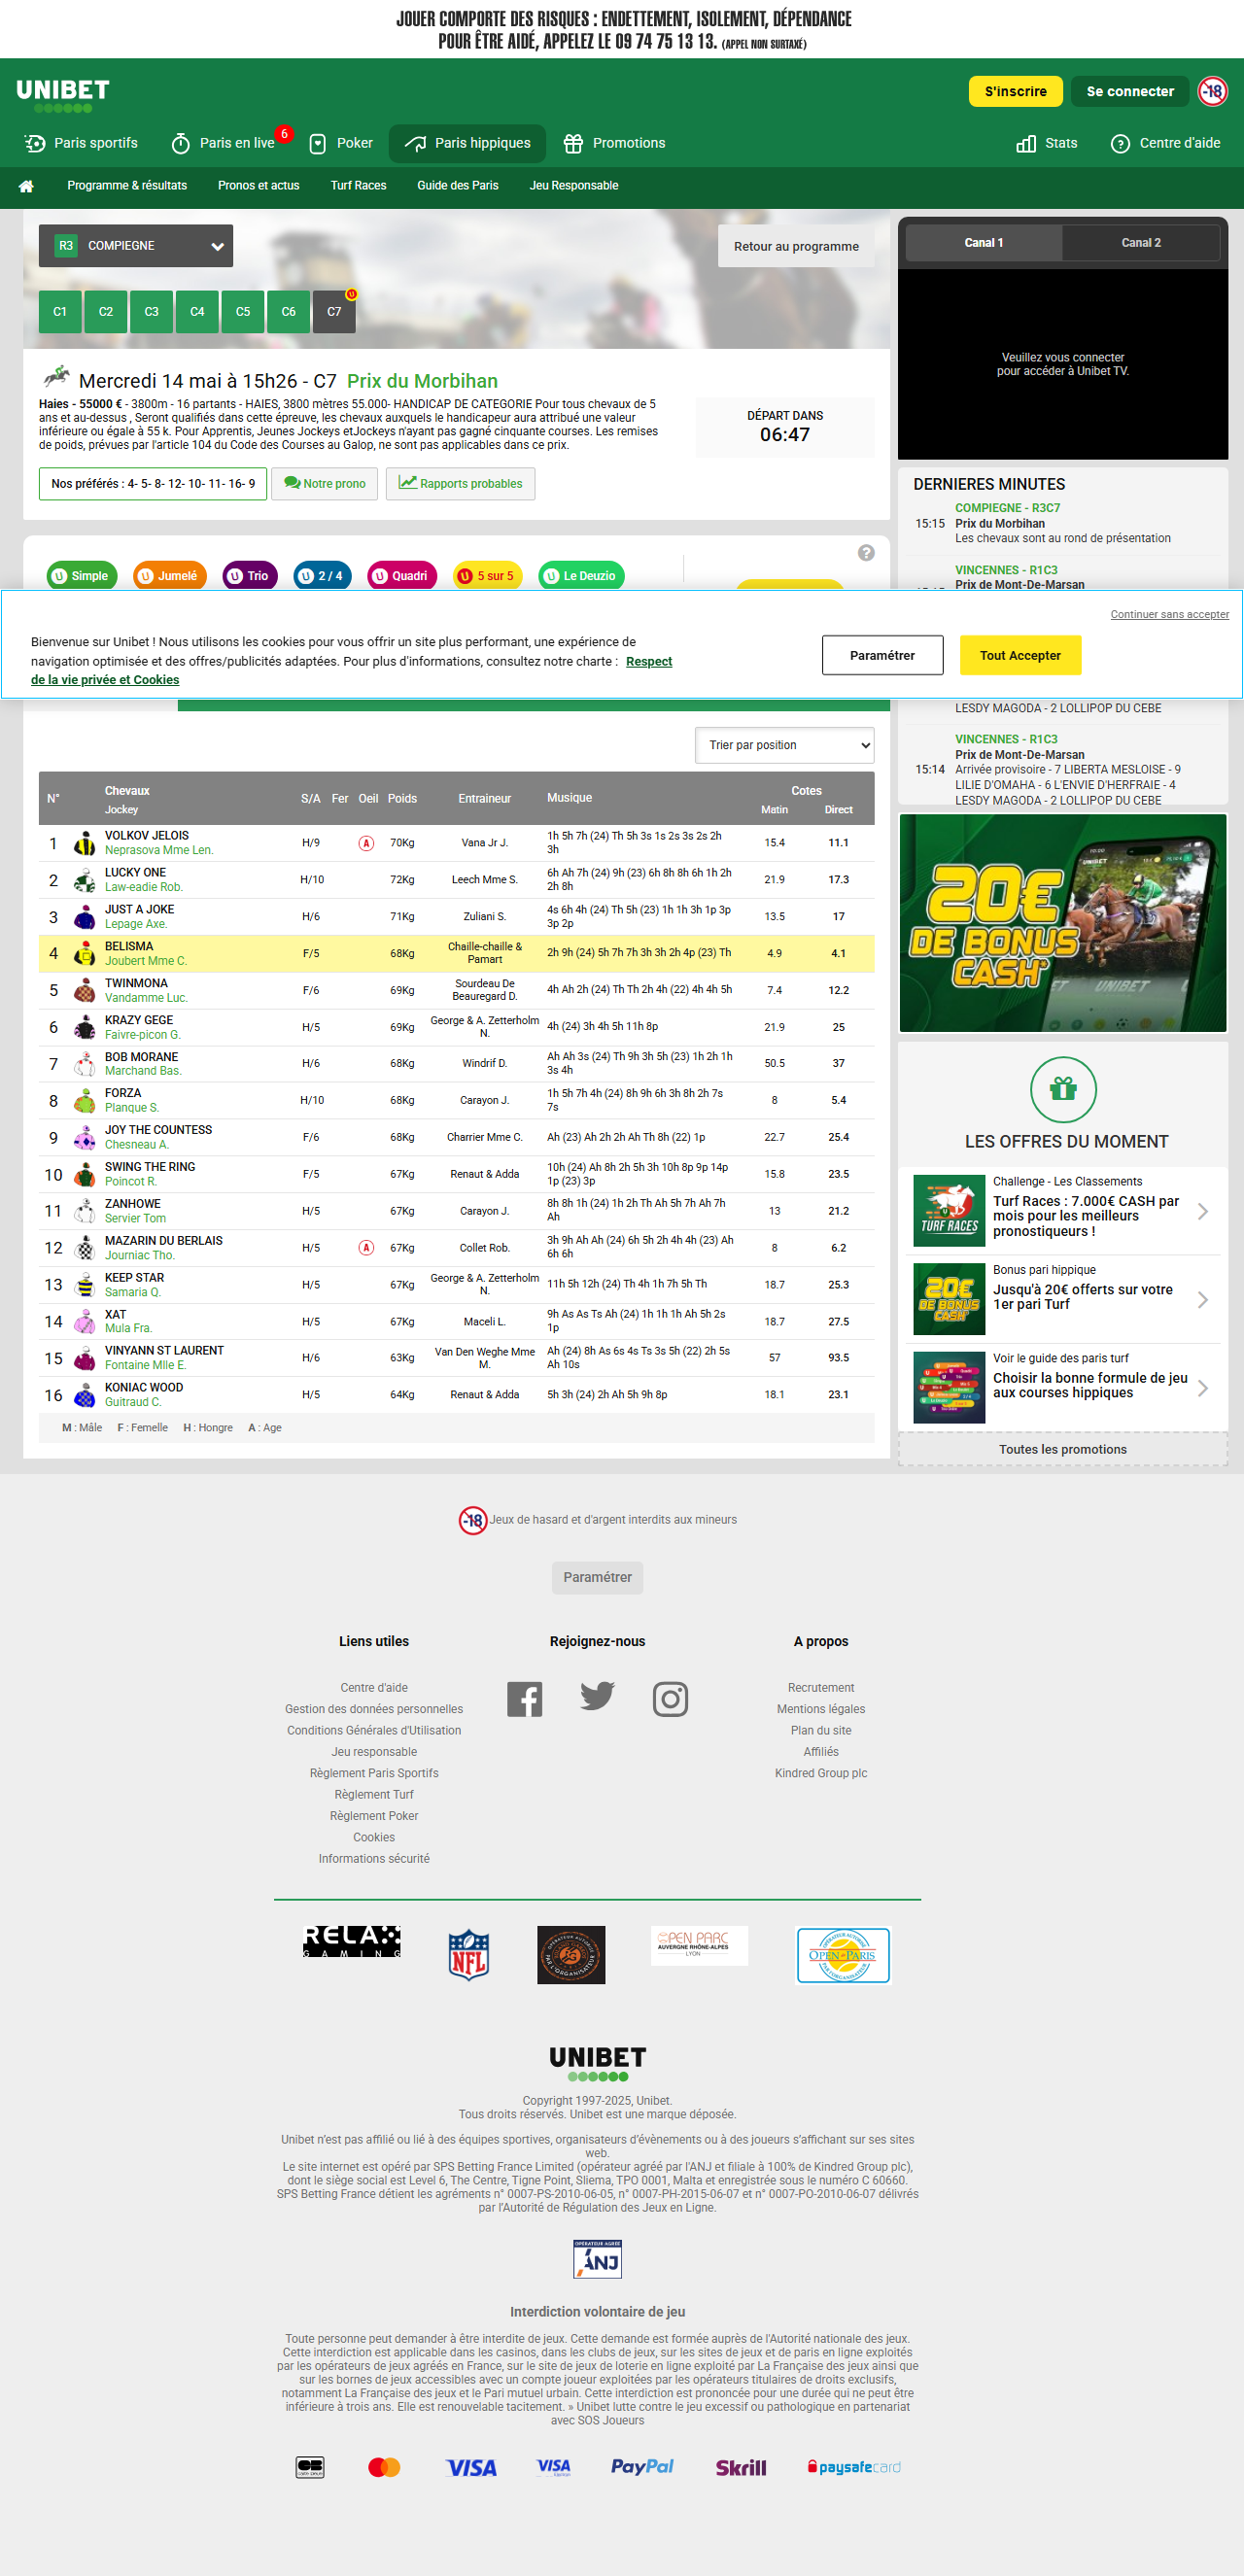 JOUER COMPORTE DES RISQUES : ENDETTEMENT, ISOLEMENT, DÉPENDANCE
POUR ÊTRE AIDÉ, APPELEZ LE 09 74 75 13 13. (APPEL NON SURTAXÉ)
UNIBET
S'inscrire
Se connecter
-18
Paris sportifs
Paris en live
6
Poker
Paris hippiques
Promotions
Stats
Centre d'aide
Programme & résultats
Pronos et actus
Turf Races
Guide des Paris
Jeu Responsable
R3 COMPIEGNE
Retour au programme
C1
C2
C3
C4
C5
C6
C7
Mercredi 14 mai à 15h26 - C7 Prix du Morbihan
Haies - 55000 € - 3800m - 16 partants - HAIES, 3800 mètres 55.000- HANDICAP DE CATEGORIE Pour tous chevaux de 5
ans et au-dessus , Seront qualifiés dans cette épreuve, les chevaux auxquels le handicapeur aura attribué une valeur
inférieure ou égale à 55 k. Pour Apprentis, Jeunes Jockeys etJockeys n'ayant pas gagné cinquante courses. Les remises
de poids, prévues par l'article 104 du Code des Courses au Galop, ne sont pas applicables dans ce prix.
DÉPART DANS
06:47
Nos préférés : 4- 5- 8- 12- 10- 11- 16- 9
Notre prono
Rapports probables
U Simple
U Jumelé
U Trio
U 2 / 4
U Quadri
U 5 sur 5
U Le Deuzio
?
Canal 1
Canal 2
Veuillez vous connecter
pour accéder à Unibet TV.
DERNIERES MINUTES
COMPIEGNE - R3C7
15:15 Prix du Morbihan
Les chevaux sont au rond de présentation
VINCENNES - R1C3
Prix de Mont-De-Marsan
Continuer sans accepter
Bienvenue sur Unibet ! Nous utilisons les cookies pour vous offrir un site plus performant, une expérience de
navigation optimisée et des offres/publicités adaptées. Pour plus d'informations, consultez notre charte : Respect
de la vie privée et Cookies
Paramétrer
Tout Accepter
LESDY MAGODA - 2 LOLLIPOP DU CEBE
VINCENNES - R1C3
Prix de Mont-De-Marsan
15:14 Arrivée provisoire - 7 LIBERTA MESLOISE - 9
LILIE D'OMAHA - 6 L'ENVIE D'HERFRAIE - 4
LESDY MAGODA - 2 LOLLIPOP DU CEBE
Trier par position
N° Chevaux Jockey S/A Fer Oeil Poids Entraineur Musique Cotes Matin Direct
1 VOLKOV JELOIS Neprasova Mme Len. H/9 A 70Kg Vana Jr J. 1h 5h 7h (24) Th 5h 3s 1s 2s 3s 2s 2h 3h 15.4 11.1
2 LUCKY ONE Law-eadie Rob. H/10 72Kg Leech Mme S. 6h Ah 7h (24) 9h (23) 6h 8h 8h 6h 1h 2h 2h 8h 21.9 17.3
3 JUST A JOKE Lepage Axe. H/6 71Kg Zuliani S. 4s 6h 4h (24) Th 5h (23) 1h 1h 3h 1p 3p 3p 2p 13.5 17
4 BELISMA Joubert Mme C. F/5 68Kg Chaille-chaille & Pamart 2h 9h (24) 5h 7h 7h 3h 3h 2h 4p (23) Th 4.9 4.1
5 TWINMONA Vandamme Luc. F/6 69Kg Sourdeau De Beauregard D. 4h Ah 2h (24) Th Th 2h 4h (22) 4h 4h 5h 7.4 12.2
6 KRAZY GEGE Faivre-picon G. H/5 69Kg George & A. Zetterholm N. 4h (24) 3h 4h 5h 11h 8p 21.9 25
7 BOB MORANE Marchand Bas. H/6 68Kg Windrif D. Ah Ah 3s (24) Th 9h 3h 5h (23) 1h 2h 1h 3s 4h 50.5 37
8 FORZA Planque S. H/10 68Kg Carayon J. 1h 5h 7h 4h (24) 8h 9h 6h 3h 8h 2h 7s 7s 8 5.4
9 JOY THE COUNTESS Chesneau A. F/6 68Kg Charrier Mme C. Ah (23) Ah 2h 2h Ah Th 8h (22) 1p 22.7 25.4
10 SWING THE RING Poincot R. F/5 67Kg Renaut & Adda 10h (24) Ah 8h 2h 5h 3h 10h 8p 9p 14p 1p (23) 3p 15.8 23.5
11 ZANHOWE Servier Tom H/5 67Kg Carayon J. 8h 8h 1h (24) 1h 2h Th Ah 5h 7h Ah 7h Ah 13 21.2
12 MAZARIN DU BERLAIS Journiac Tho. H/5 A 67Kg Collet Rob. 3h 9h Ah Ah (24) 6h 5h 2h 4h 4h (23) Ah 6h 6h 8 6.2
13 KEEP STAR Samaria Q. H/5 67Kg George & A. Zetterholm N. 11h 5h 12h (24) Th 4h 1h 7h 5h Th 18.7 25.3
14 XAT Mula Fra. H/5 67Kg Maceli L. 9h As As Ts Ah (24) 1h 1h 1h Ah 5h 2s 1p 18.7 27.5
15 VINYANN ST LAURENT Fontaine Mlle E. H/6 63Kg Van Den Weghe Mme M. Ah (24) 8h As 6s 4s Ts 3s 5h (22) 2h 5s Ah 10s 57 93.5
16 KONIAC WOOD Guitraud C. H/5 64Kg Renaut & Adda 5h 3h (24) 2h Ah 5h 9h 8p 18.1 23.1
M : Mâle F : Femelle H : Hongre A : Age
20€
DE BONUS
CASH*
UNIBET
LES OFFRES DU MOMENT
TURF RACES
Challenge - Les Classements
Turf Races : 7.000€ CASH par
mois pour les meilleurs
pronostiqueurs !
20€
DE BONUS
CASH*
Bonus pari hippique
Jusqu'à 20€ offerts sur votre
1er pari Turf
Voir le guide des paris turf
Choisir la bonne formule de jeu
aux courses hippiques
Toutes les promotions
-18 Jeux de hasard et d'argent interdits aux mineurs
Paramétrer
Liens utiles
Centre d'aide
Gestion des données personnelles
Conditions Générales d'Utilisation
Jeu responsable
Règlement Paris Sportifs
Règlement Turf
Règlement Poker
Cookies
Informations sécurité
Rejoignez-nous
A propos
Recrutement
Mentions légales
Plan du site
Affiliés
Kindred Group plc
RELAX
GAMING
NFL
OPEN PARC
AUVERGNE RHÔNE-ALPES
LYON
OPEN DE PARIS
UNIBET
Copyright 1997-2025, Unibet.
Tous droits réservés. Unibet est une marque déposée.
Unibet n'est pas affilié ou lié à des équipes sportives, organisateurs d'évènements ou à des joueurs s'affichant sur ses sites
web.
Le site internet est opéré par SPS Betting France Limited (opérateur agréé par l'ANJ et filiale à 100% de Kindred Group plc),
dont le siège social est Level 6, The Centre, Tigne Point, Sliema, TPO 0001, Malta et enregistrée sous le numéro C 60660.
SPS Betting France détient les agréments n° 0007-PS-2010-06-05, n° 0007-PH-2015-06-07 et n° 0007-PO-2010-06-07 délivrés
par l'Autorité de Régulation des Jeux en Ligne.
OPÉRATEUR AGRÉÉ
ANJ
Interdiction volontaire de jeu
Toute personne peut demander à être interdite de jeux. Cette demande est formée auprès de l'Autorité nationale des jeux.
Cette interdiction est applicable dans les casinos, dans les clubs de jeux, sur les sites de jeux et de paris en ligne exploités
par les opérateurs de jeux agréés en France, sur le site de jeux de loterie en ligne exploité par La Française des jeux ainsi que
sur les bornes de jeux accessibles avec un compte joueur exploitées par les opérateurs titulaires de droits exclusifs,
notamment La Française des jeux et le Pari mutuel urbain. Cette interdiction est prononcée pour une durée qui ne peut être
inférieure à trois ans. Elle est renouvelable tacitement. » Unibet lutte contre le jeu excessif ou pathologique en partenariat
avec SOS Joueurs
CB
VISA
VISA
PayPal
Skrill
paysafecard